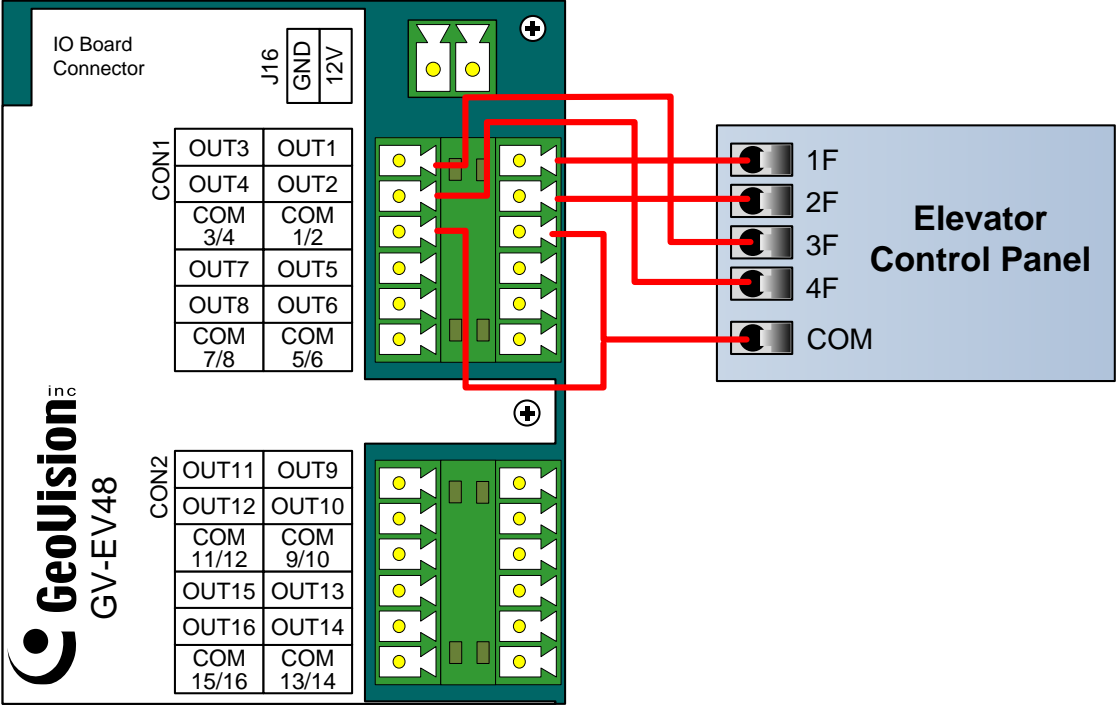 IO Board
Connector
J16
GND
12V
CON1
OUT3 OUT1
OUT4 OUT2
COM COM
3/4 1/2
OUT7 OUT5
OUT8 OUT6
COM COM
7/8 5/6
1F
2F
3F
4F
COM
Elevator
Control Panel
GeoVision inc
GV-EV48
CON2
OUT11 OUT9
OUT12 OUT10
COM COM
11/12 9/10
OUT15 OUT13
OUT16 OUT14
COM COM
15/16 13/14